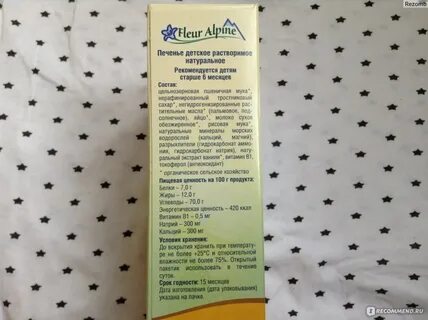 Rezomb
Fleur Alpine
Печенье детское растворимое
натуральное
Рекомендуется детям
старше 6 месяцев
Состав:
цельнозерновая пшеничная мука*,
нерафинированный тростниковый
сахар*, негидрогенизированные рас-
тительные масла* (пальмовое, под-
солнечное), яйцо*, молоко сухое
обезжиренное*, рисовая мука*,
натуральные минералы морских
водорослей (кальций, магний),
разрыхлители (гидрокарбонат аммо-
ния, гидрокарбонат натрия), нату-
ральный экстракт ванили*, витамин В1,
токоферол (антиоксидант)
* органическое сельское хозяйство
Пищевая ценность на 100 г продукта:
Белки – 7,0 г
Жиры – 12,0 г
Углеводы – 70,0 г
Энергетическая ценность – 420 ккал
Витамин В1 – 0,5 мг
Натрий – 300 мг
Кальций – 300 мг
Условия хранения:
До вскрытия хранить при температу-
ре не более +25°С и относительной
влажности не более 75%. Открытый
пакетик использовать в течение
суток.
Срок годности: 15 месяцев
Дата изготовления (дата упаковывания)
указана на пачке.
IRECOMMEND.RU